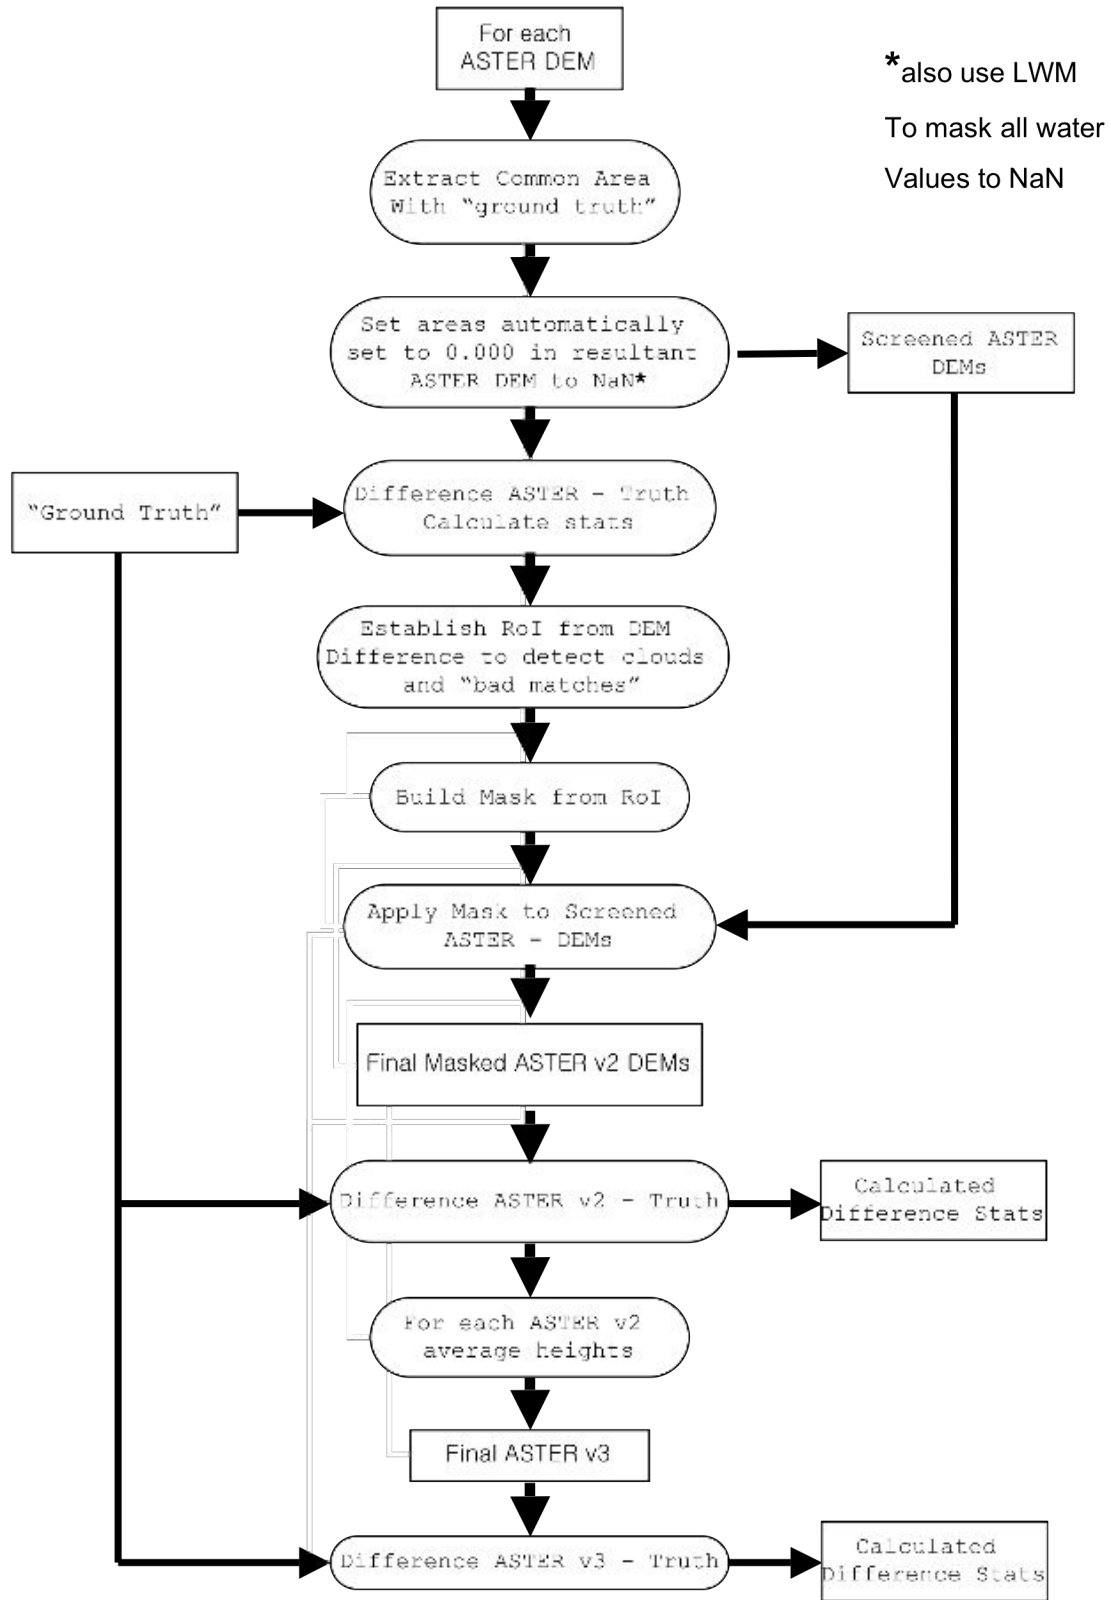 For each
ASTER DEM
*also use LWM
To mask all water
Values to NaN
Extract Common Area
With “ground truth”
Set areas automatically
set to 0.000 in resultant
ASTER DEM to NaN*
Screened ASTER
DEMs
“Ground Truth”
Difference ASTER – Truth
Calculate stats
Establish RoI from DEM
Difference to detect clouds
and “bad matches”
Build Mask from RoI
Apply Mask to Screened
ASTER – DEMs
Final Masked ASTER v2 DEMs
Difference ASTER v2 – Truth
Calculated
Difference Stats
For each ASTER v2
average heights
Final ASTER v3
Difference ASTER v3 – Truth
Calculated
Difference Stats